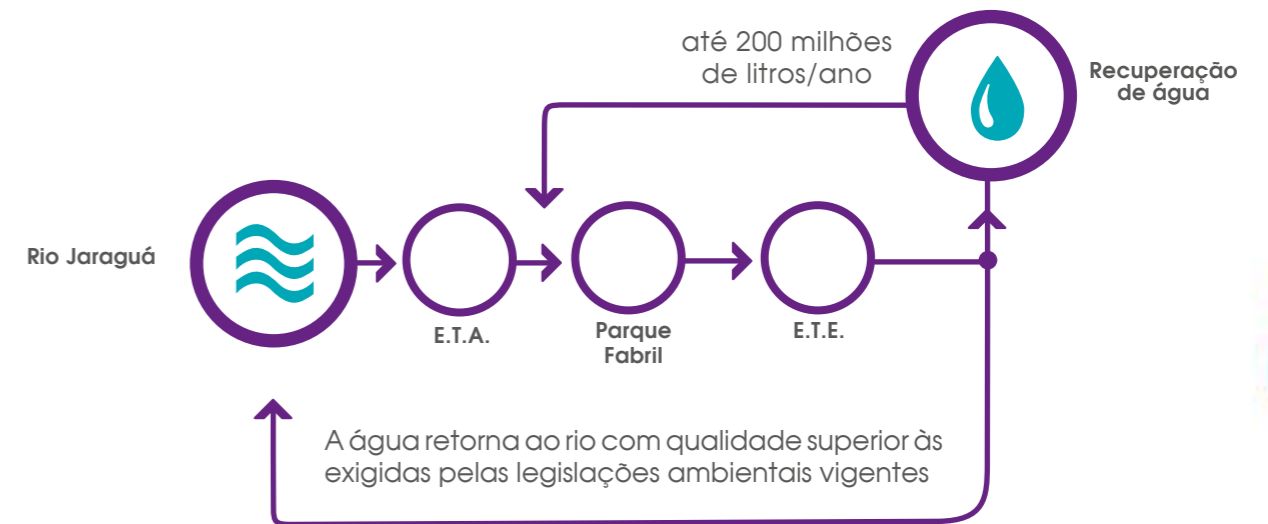 até 200 milhões
de litros/ano
Recuperação
de água
Rio Jaraguá
E.T.A.
Parque
Fabril
E.T.E.
A água retorna ao rio com qualidade superior às
exigidas pelas legislações ambientais vigentes